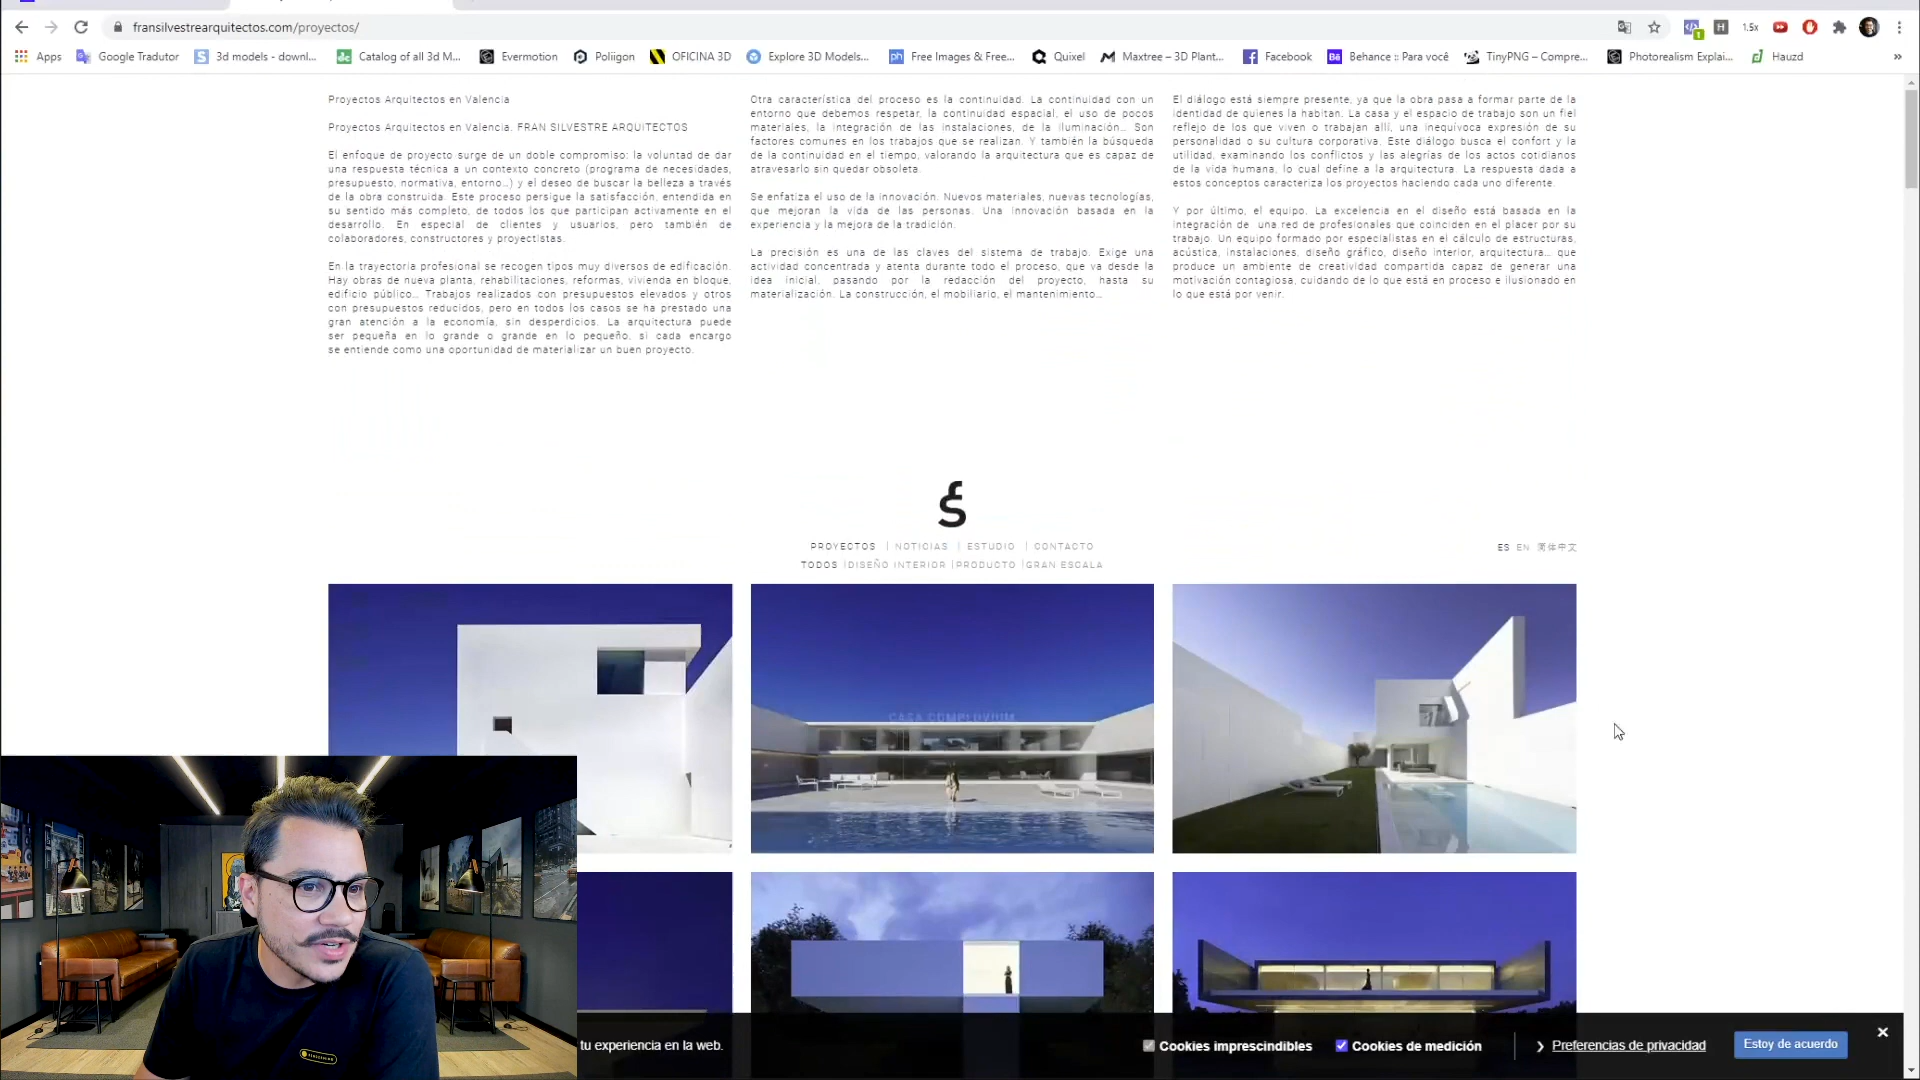 fransilvestrearquitectos.com/proyectos/
1.5x
Apps
Google Tradutor
3d models - downl...
Catalog of all 3d M...
Evermotion
Poliigon
OFICINA 3D
Explore 3D Models...
Free Images & Free...
Quixel
Maxtree – 3D Plant...
Facebook
Behance :: Para você
TinyPNG – Compre...
Photorealism Explai...
Hauzd
Proyectos Arquitectos en Valencia
Proyectos Arquitectos en Valencia. FRAN SILVESTRE ARQUITECTOS
El enfoque de proyecto surge de un doble compromiso: la voluntad de dar
una respuesta técnica a un contexto concreto (programa de necesidades,
presupuesto, normativa, entorno…) y el deseo de buscar la belleza a través
de la obra construida. Este proceso persigue la satisfacción, entendida en
su sentido más completo, de todos los que participan activamente en el
desarrollo. En especial de clientes y usuarios, pero también de
colaboradores, constructores y proyectistas.
En la trayectoria profesional se recogen tipos muy diversos de edificación.
Hay obras de nueva planta, rehabilitaciones, reformas, vivienda en bloque,
edificio público… Trabajos realizados con presupuestos elevados y otros
con presupuestos reducidos, pero en todos los casos se ha prestado una
gran atención a la economía, sin desperdicios. La arquitectura puede
ser pequeña en lo grande o grande en lo pequeño, si cada encargo
se entiende como una oportunidad de materializar un buen proyecto.
Otra característica del proceso es la continuidad. La continuidad con un
entorno que debemos respetar, la continuidad espacial, el uso de pocos
materiales, la integración de las instalaciones, de la iluminación… Son
factores comunes en los trabajos que se realizan. Y también la búsqueda
de la continuidad en el tiempo, valorando la arquitectura que es capaz de
atravesarlo sin quedar obsoleta.
Se enfatiza el uso de la innovación. Nuevos materiales, nuevas tecnologías,
que mejoran la vida de las personas. Una innovación basada en la
experiencia y la mejora de la tradición.
La precisión es una de las claves del sistema de trabajo. Exige una
actividad concentrada y atenta durante todo el proceso, que va desde la
idea inicial, pasando por la redacción del proyecto, hasta su
materialización. La construcción, el mobiliario, el mantenimiento…
El diálogo está siempre presente, ya que la obra pasa a formar parte de la
identidad de quienes la habitan. La casa y el espacio de trabajo son un fiel
reflejo de los que viven o trabajan allí, una inequívoca expresión de su
personalidad o su cultura corporativa. Este diálogo busca el confort y la
utilidad, examinando los conflictos y las alegrías de los actos cotidianos
de la vida humana, lo cual define a la arquitectura. La respuesta dada a
estos conceptos caracteriza los proyectos haciendo cada uno diferente.
Y por último, el equipo. La excelencia en el diseño está basada en la
integración de una red de profesionales que coinciden en el placer por su
trabajo. Un equipo formado por especialistas en el cálculo de estructuras,
acústica, instalaciones, diseño gráfico, diseño interior, arquitectura… que
produce un ambiente de creatividad compartida capaz de generar una
motivación contagiosa, cuidando de lo que está en proceso e ilusionado en
lo que está por venir.
PROYECTOS | NOTICIAS | ESTUDIO | CONTACTO
ES EN 简体中文
TODOS |DISEÑO INTERIOR |PRODUCTO |GRAN ESCALA
CASA COMPLUVIUM
tu experiencia en la web.
Cookies imprescindibles
Cookies de medición
Preferencias de privacidad
Estoy de acuerdo